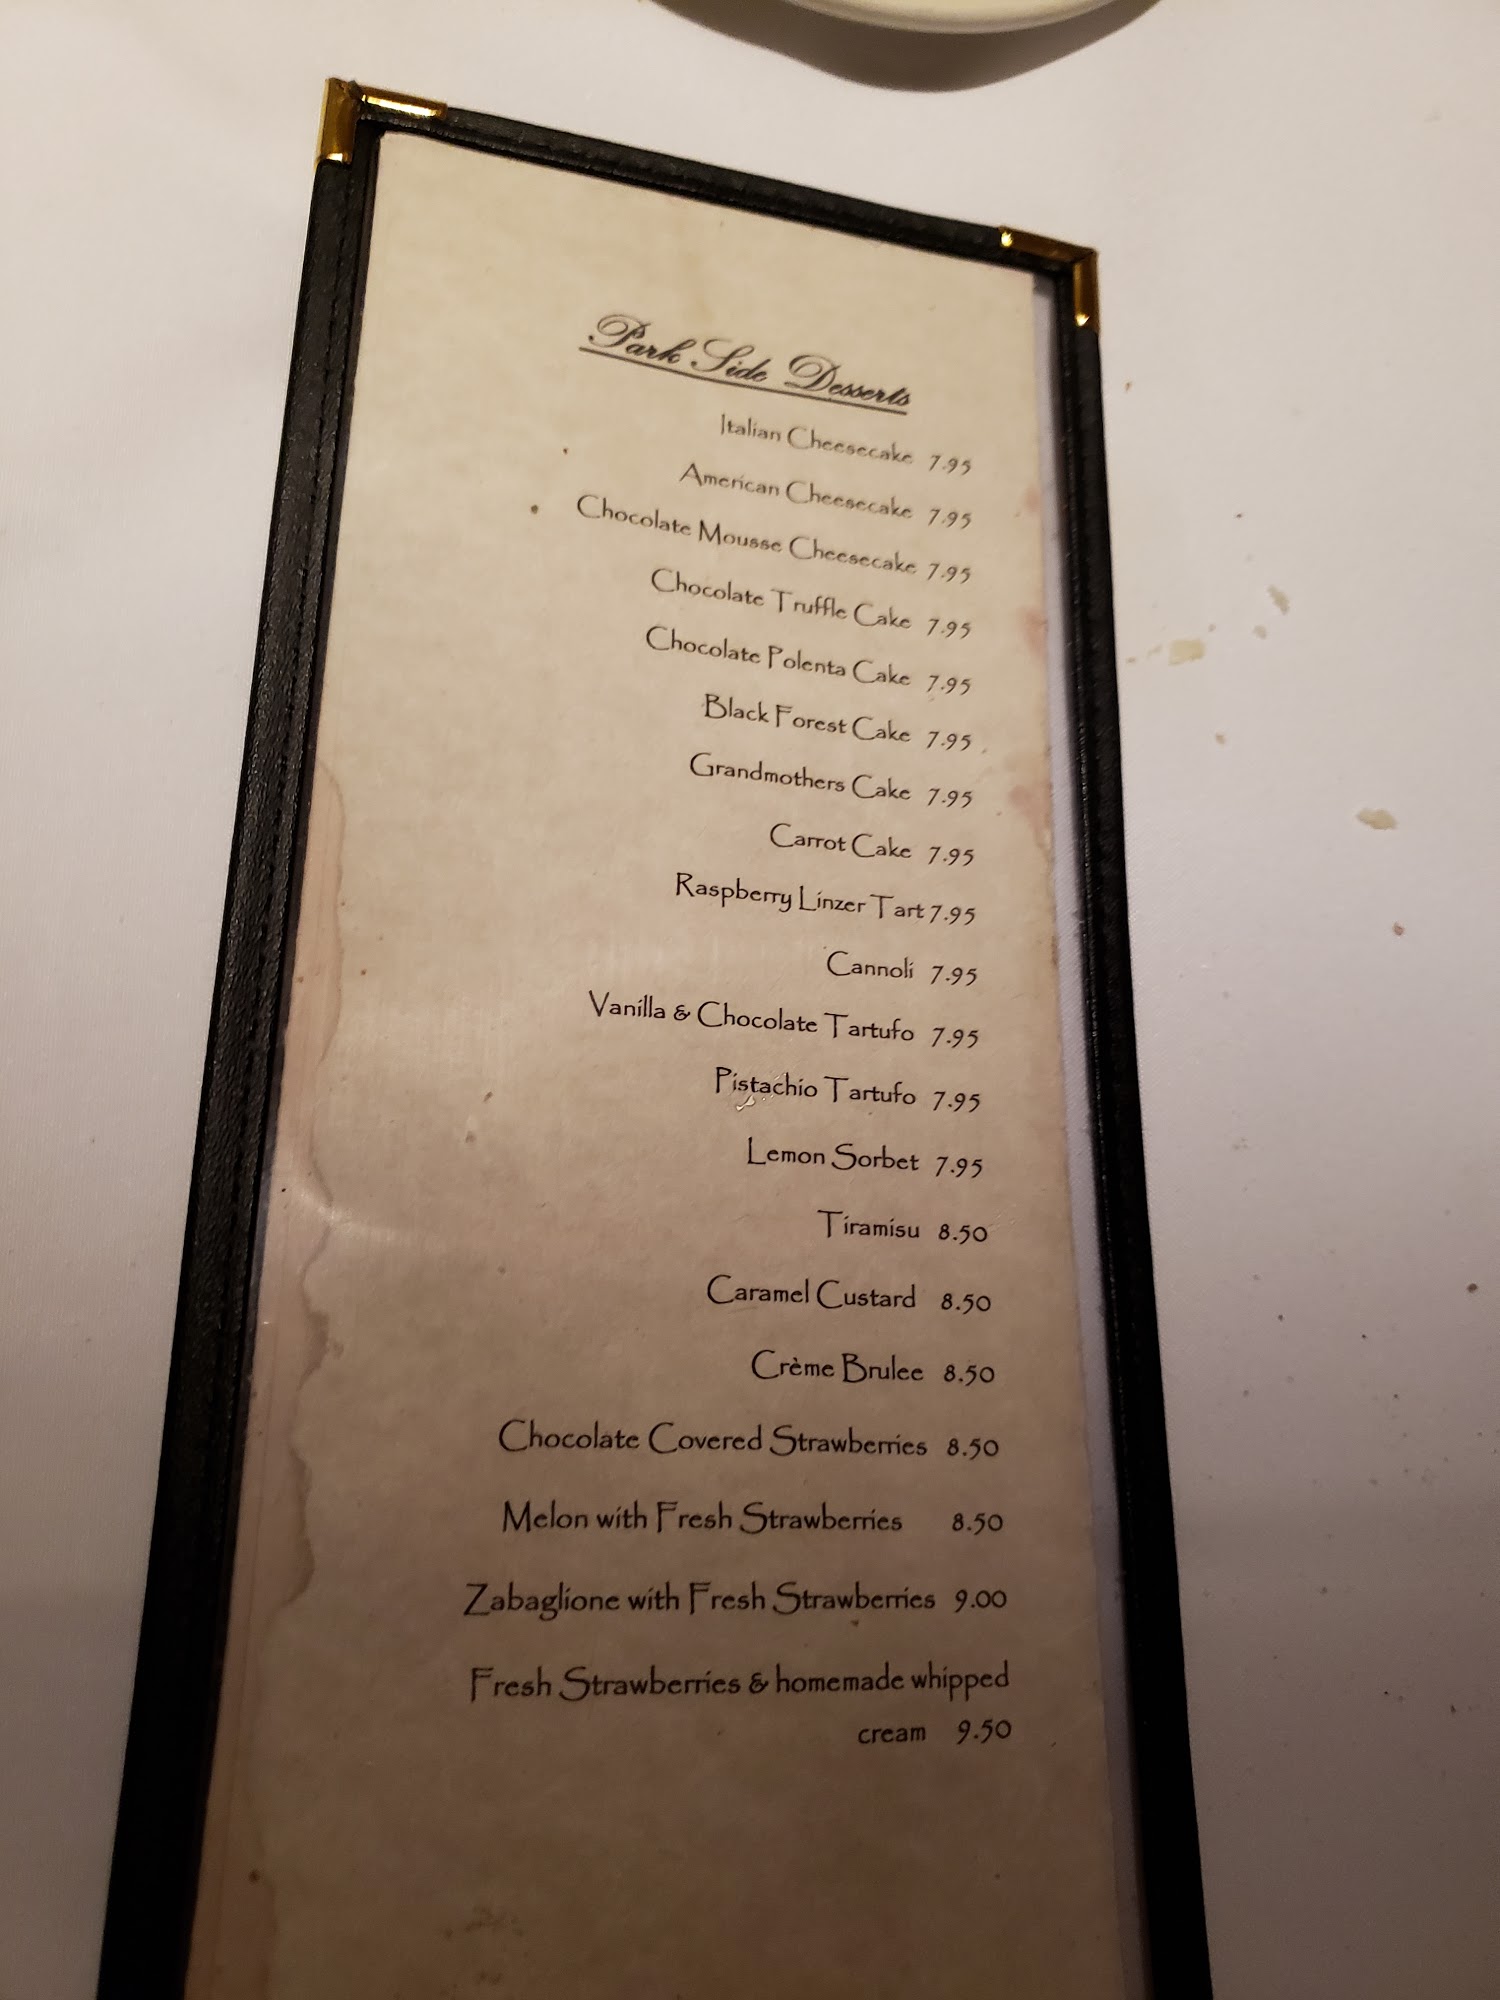 Park Side Desserts
Italian Cheesecake 7.95
American Cheesecake 7.95
Chocolate Mousse Cheesecake 7.95
Chocolate Truffle Cake 7.95
Chocolate Polenta Cake 7.95
Black Forest Cake 7.95
Grandmothers Cake 7.95
Carrot Cake 7.95
Raspberry Linzer Tart 7.95
Cannoli 7.95
Vanilla & Chocolate Tartufo 7.95
Pistachio Tartufo 7.95
Lemon Sorbet 7.95
Tiramisu 8.50
Caramel Custard 8.50
Crème Brulee 8.50
Chocolate Covered Strawberries 8.50
Melon with Fresh Strawberries 8.50
Zabaglione with Fresh Strawberries 9.00
Fresh Strawberries & homemade whipped
cream 9.50